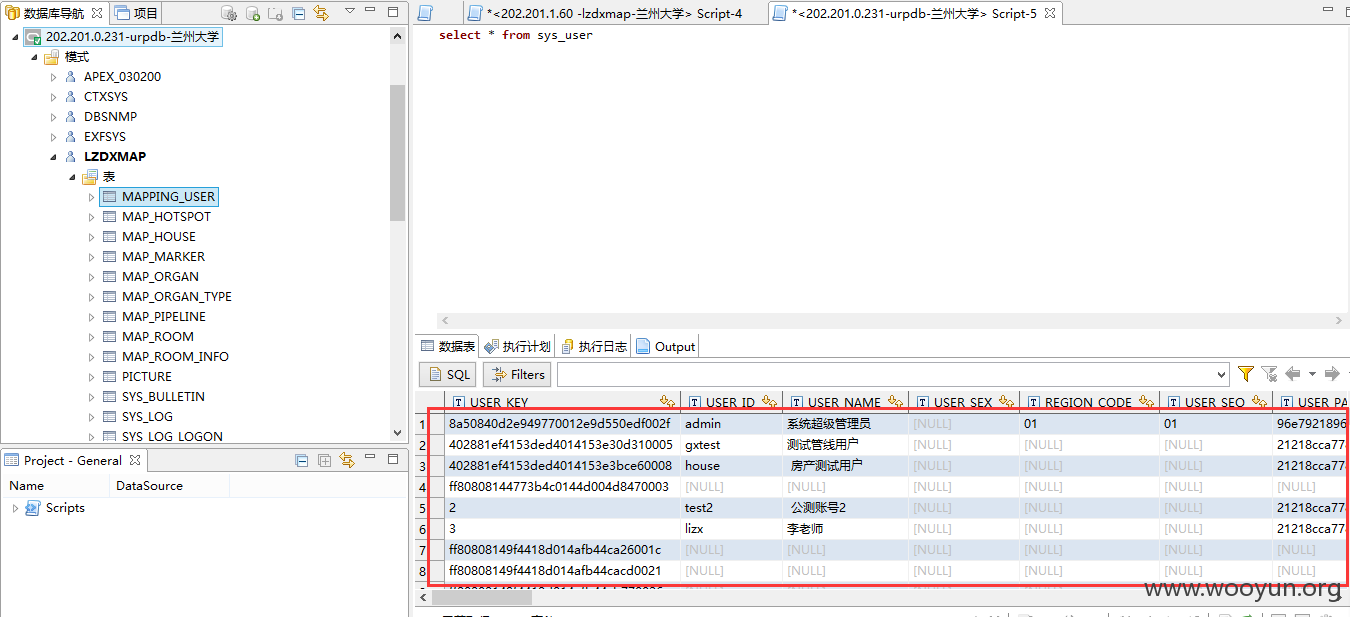 数据库导航 项目
202.201.0.231-urpdb-兰州大学
模式
APEX_030200
CTXSYS
DBSNMP
EXFSYS
LZDXMAP
表
MAPPING_USER
MAP_HOTSPOT
MAP_HOUSE
MAP_MARKER
MAP_ORGAN
MAP_ORGAN_TYPE
MAP_PIPELINE
MAP_ROOM
MAP_ROOM_INFO
PICTURE
SYS_BULLETIN
SYS_LOG
SYS_LOG_LOGON
Project - General
Name DataSource
Scripts
*<202.201.1.60 -lzdxmap-兰州大学> Script-4 *<202.201.0.231-urpdb-兰州大学> Script-5
select * from sys_user
数据表 执行计划 执行日志 Output
SQL Filters
USER_KEY USER_ID USER_NAME USER_SEX REGION_CODE USER_SEQ USER_PA
1 8a50840d2e949770012e9d550edf002f admin 系统超级管理员 [NULL] 01 01 96e7921896
2 402881ef4153ded4014153e30d310005 gxtest 测试管线用户 [NULL] [NULL] [NULL] 21218cca77
3 402881ef4153ded4014153e3bce60008 house 房产测试用户 [NULL] [NULL] [NULL] 21218cca77
4 ff80808144773b4c0144d004d8470003 [NULL] [NULL] [NULL] [NULL] [NULL] [NULL]
5 2 test2 公测账号2 [NULL] [NULL] [NULL] 21218cca77
6 3 lizx 李老师 [NULL] [NULL] [NULL] 21218cca77
7 ff80808149f4418d014afb44ca26001c [NULL] [NULL] [NULL] [NULL] [NULL] [NULL]
8 ff80808149f4418d014afb44cacd0021 [NULL] [NULL] [NULL] [NULL] [NULL] [NULL]
www.wooyun.org